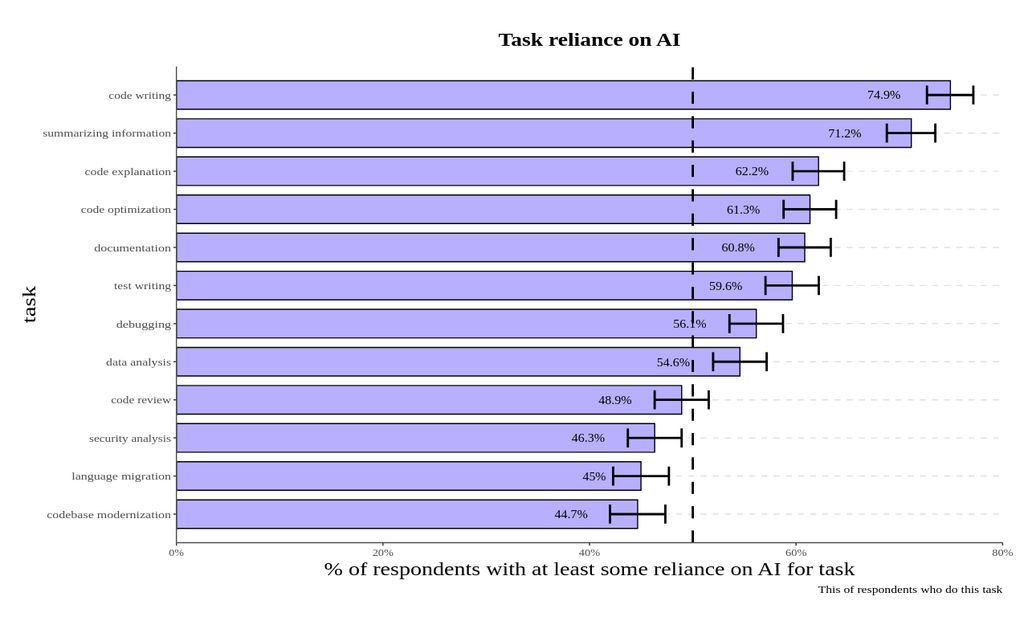 Task reliance on AI
task
code writing
74.9%
summarizing information
71.2%
code explanation
62.2%
code optimization
61.3%
documentation
60.8%
test writing
59.6%
debugging
56.1%
data analysis
54.6%
code review
48.9%
security analysis
46.3%
language migration
45%
codebase modernization
44.7%
0%
20%
40%
60%
80%
% of respondents with at least some reliance on AI for task
This of respondents who do this task